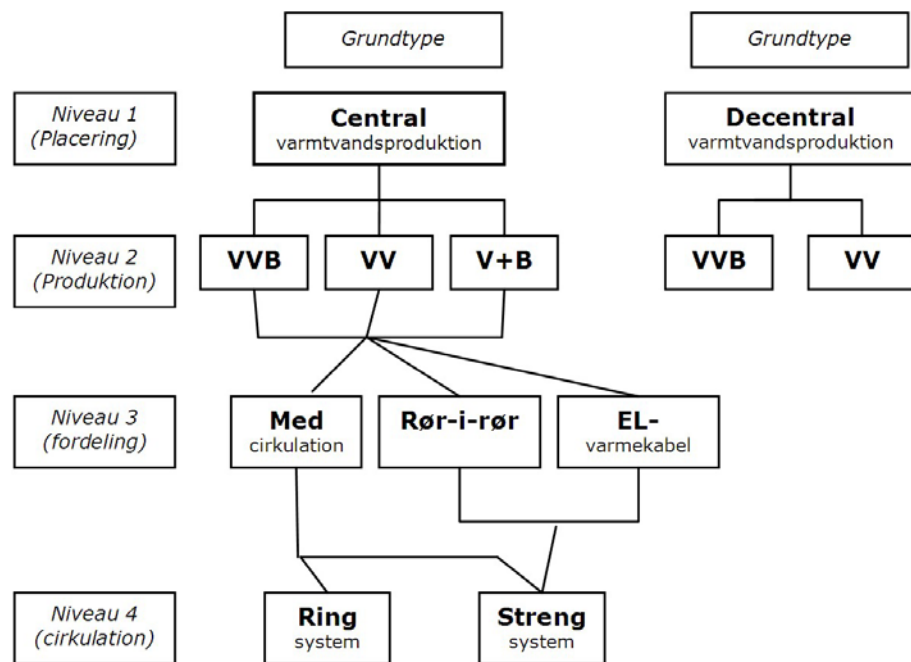 Grundtype
Grundtype
Niveau 1
(Placering)
Central
varmtvandsproduktion
Decentral
varmtvandsproduktion
Niveau 2
(Produktion)
VVB
VV
V+B
VVB
VV
Niveau 3
(fordeling)
Med
cirkulation
Rør-i-rør
EL-
varmekabel
Niveau 4
(cirkulation)
Ring
system
Streng
system